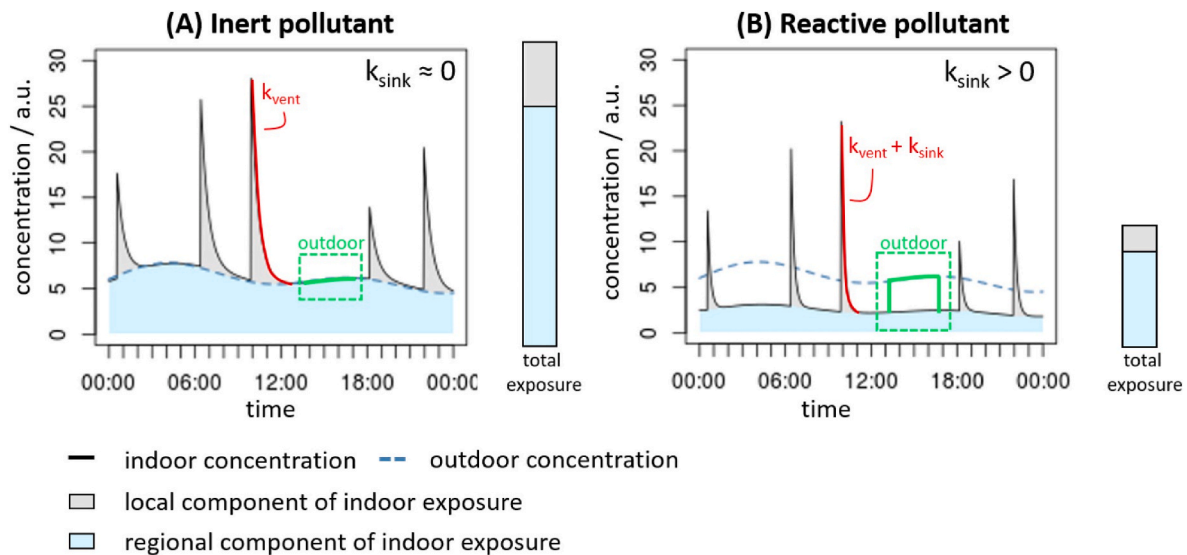 (A) Inert pollutant
(B) Reactive pollutant
concentration / a.u.
30
25
20
15
10
5
0
k_sink ≈ 0
k_vent
outdoor
00:00 06:00 12:00 18:00 00:00
time
total
exposure
concentration / a.u.
30
25
20
15
10
5
0
k_sink > 0
k_vent + k_sink
outdoor
00:00 06:00 12:00 18:00 00:00
time
total
exposure
indoor concentration
outdoor concentration
local component of indoor exposure
regional component of indoor exposure